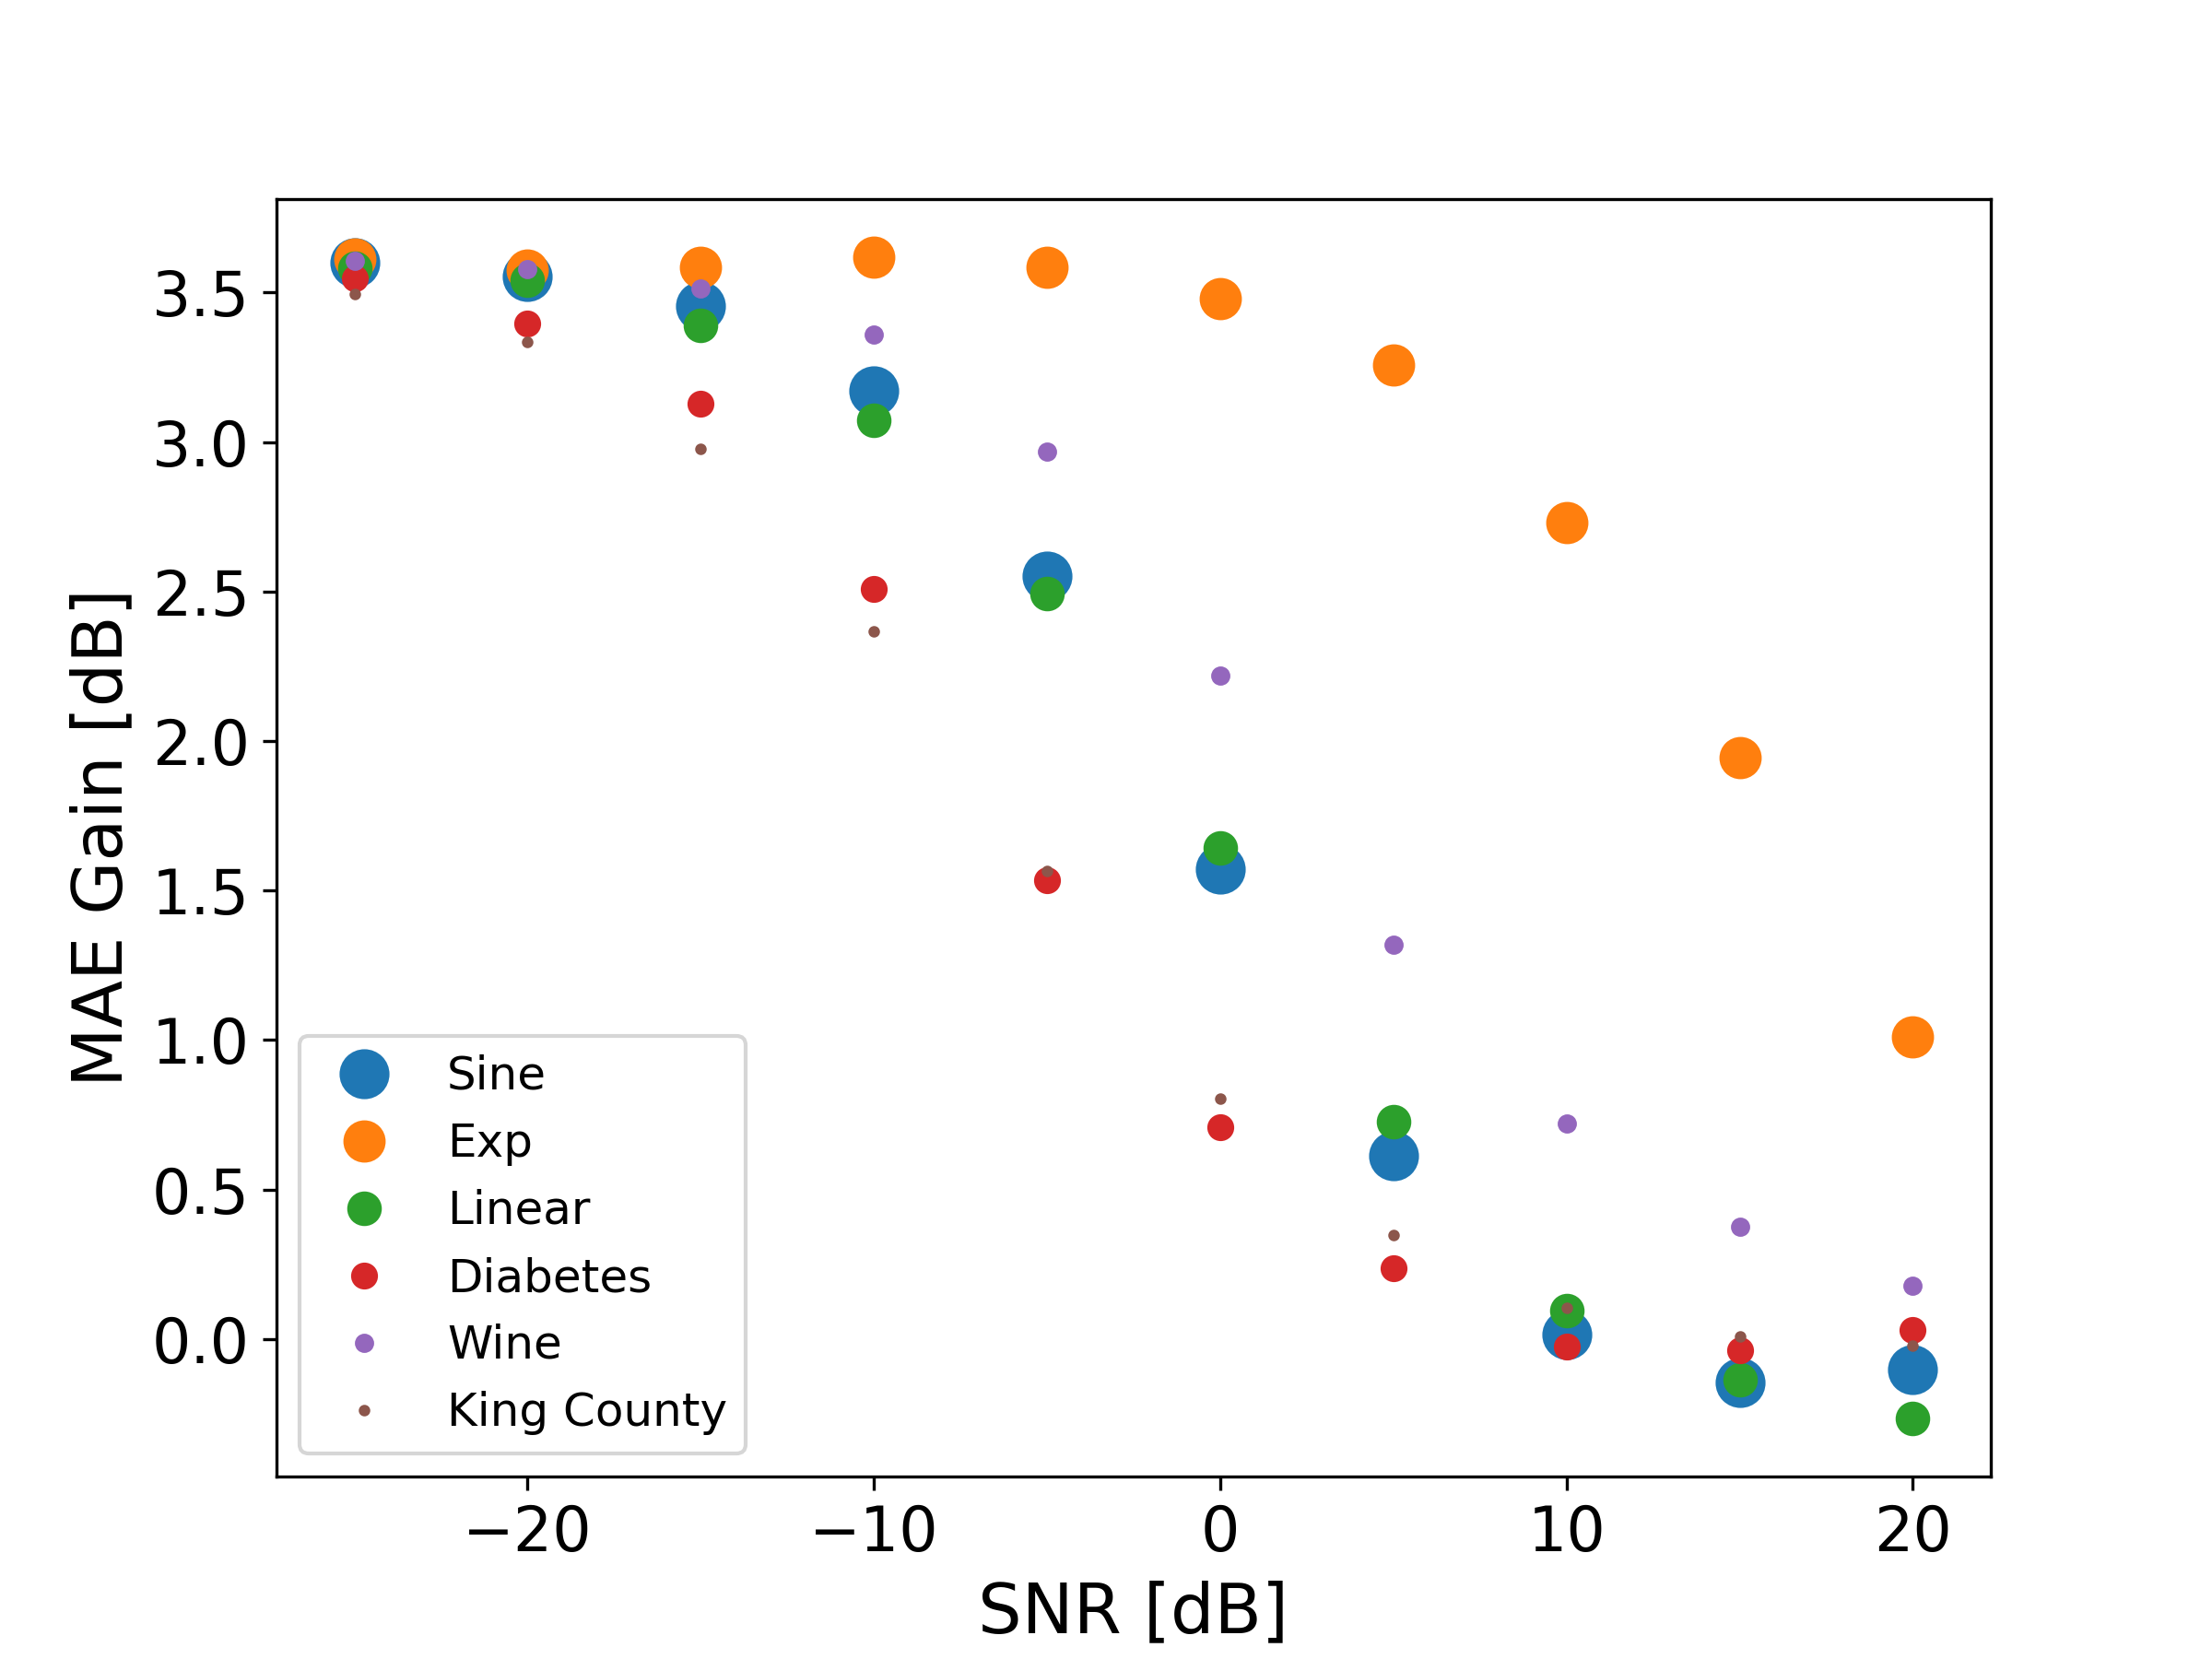 MAE Gain [dB]
3.5
3.0
2.5
2.0
1.5
1.0
0.5
0.0
Sine
Exp
Linear
Diabetes
Wine
King County
−20
−10
0
10
20
SNR [dB]